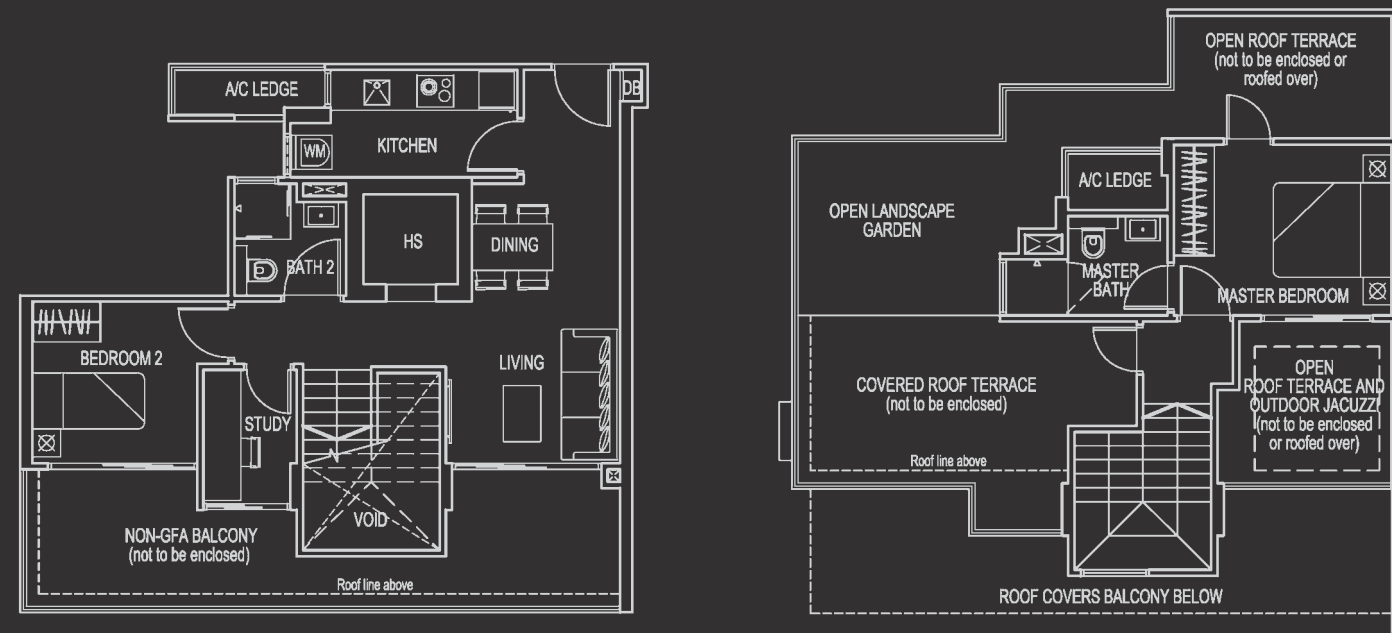 A/C LEDGE
DB
KITCHEN
WM
HS
DINING
BATH 2
BEDROOM 2
LIVING
STUDY
VOID
NON-GFA BALCONY
(not to be enclosed)
Roof line above
OPEN ROOF TERRACE
(not to be enclosed or
roofed over)
A/C LEDGE
OPEN LANDSCAPE
GARDEN
MASTER
BATH
MASTER BEDROOM
COVERED ROOF TERRACE
(not to be enclosed)
OPEN
ROOF TERRACE AND
OUTDOOR JACUZZI
(not to be enclosed
or roofed over)
Roof line above
ROOF COVERS BALCONY BELOW